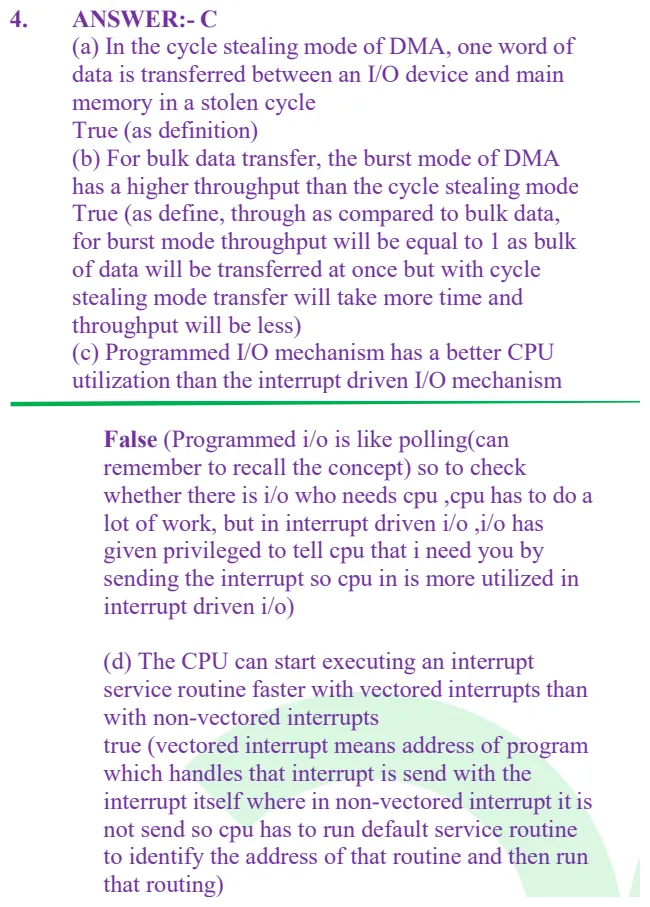 4. ANSWER:- C
(a) In the cycle stealing mode of DMA, one word of
data is transferred between an I/O device and main
memory in a stolen cycle
True (as definition)
(b) For bulk data transfer, the burst mode of DMA
has a higher throughput than the cycle stealing mode
True (as define, through as compared to bulk data,
for burst mode throughput will be equal to 1 as bulk
of data will be transferred at once but with cycle
stealing mode transfer will take more time and
throughput will be less)
(c) Programmed I/O mechanism has a better CPU
utilization than the interrupt driven I/O mechanism
False (Programmed i/o is like polling(can
remember to recall the concept) so to check
whether there is i/o who needs cpu ,cpu has to do a
lot of work, but in interrupt driven i/o ,i/o has
given privileged to tell cpu that i need you by
sending the interrupt so cpu in is more utilized in
interrupt driven i/o)
(d) The CPU can start executing an interrupt
service routine faster with vectored interrupts than
with non-vectored interrupts
true (vectored interrupt means address of program
which handles that interrupt is send with the
interrupt itself where in non-vectored interrupt it is
not send so cpu has to run default service routine
to identify the address of that routine and then run
that routing)